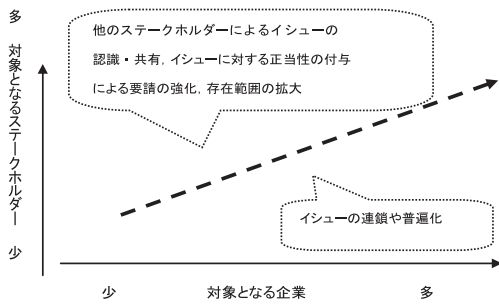 多 対象となるステークホルダー 少
他のステークホルダーによるイシューの
認識・共有，イシューに対する正当性の付与
による要請の強化，存在範囲の拡大
イシューの連鎖や普遍化
少 対象となる企業 多